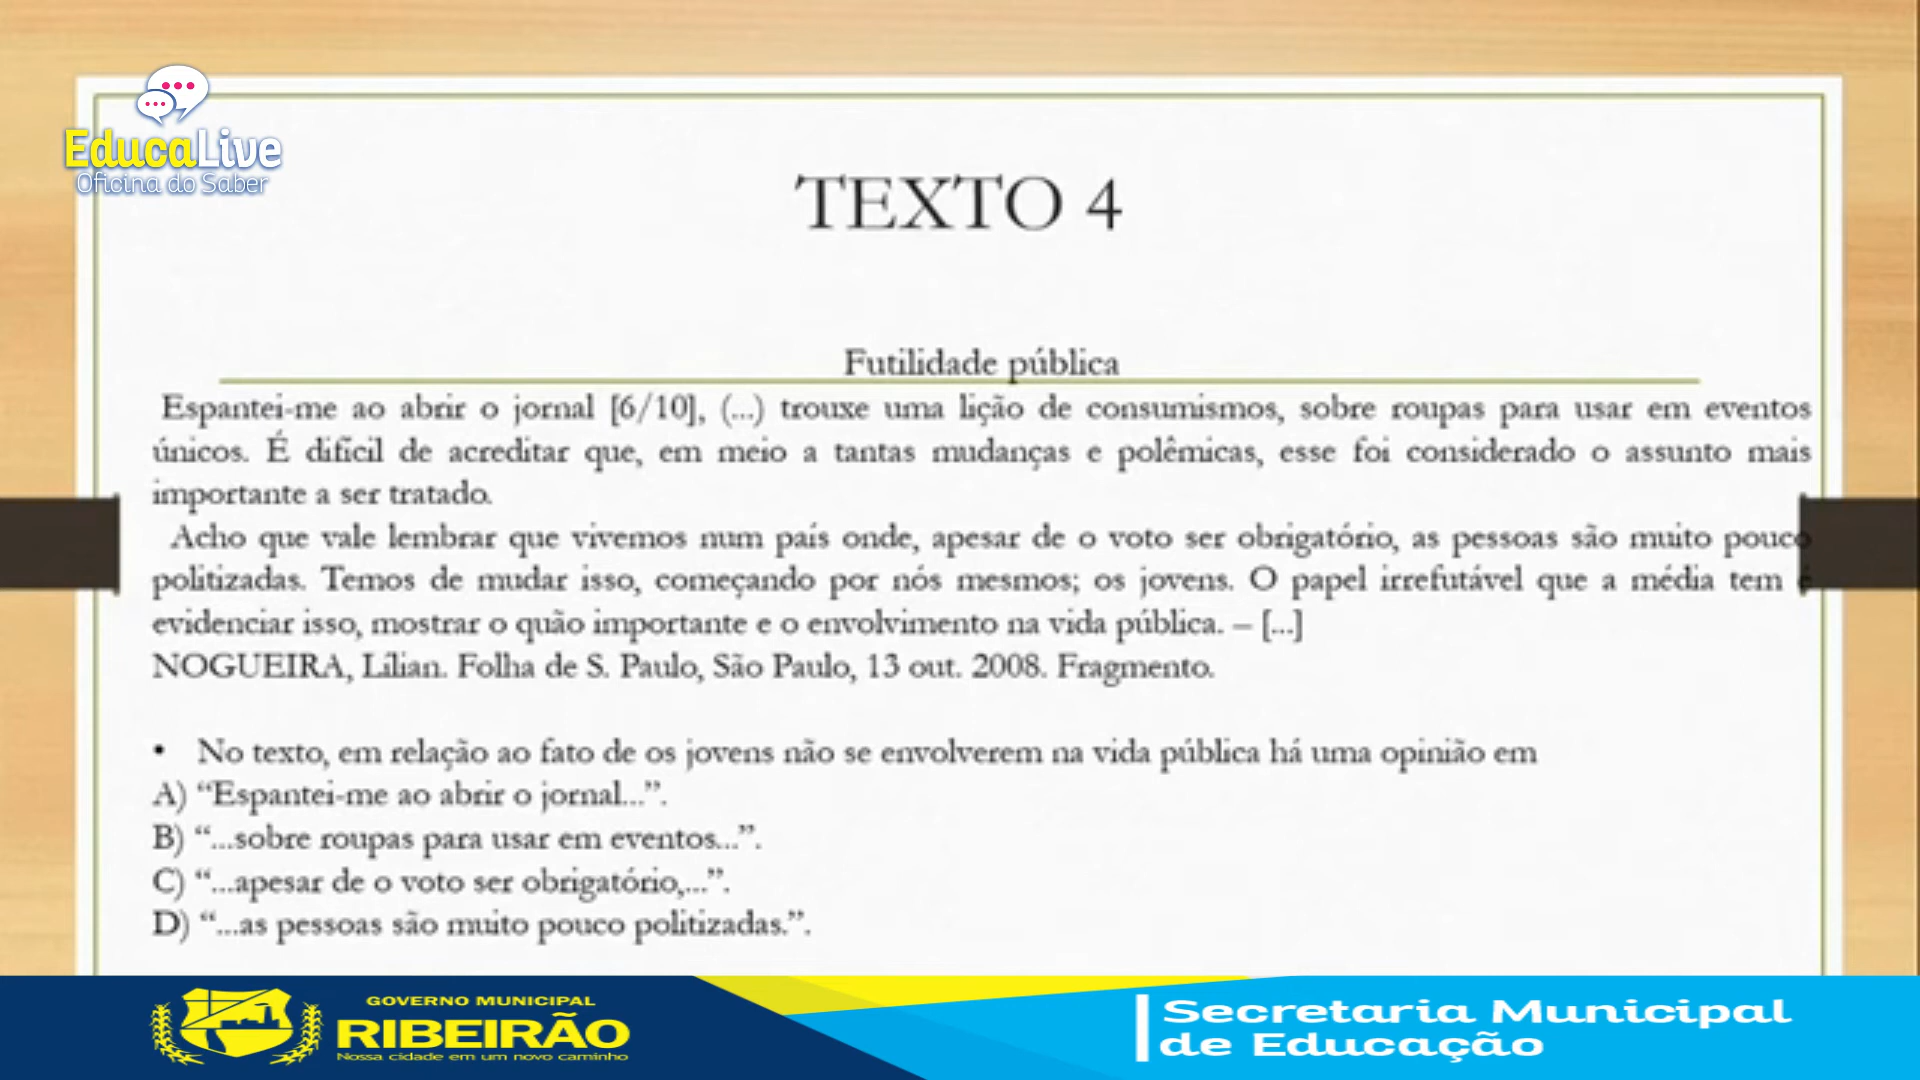 EducaLive
Oficina do Saber
TEXTO 4
Futilidade pública
Espantei-me ao abrir o jornal [6/10], (...) trouxe uma lição de consumismos, sobre roupas para usar em eventos
únicos. É difícil de acreditar que, em meio a tantas mudanças e polêmicas, esse foi considerado o assunto mais
importante a ser tratado.
Acho que vale lembrar que vivemos num país onde, apesar de o voto ser obrigatório, as pessoas são muito pouco
politizadas. Temos de mudar isso, começando por nós mesmos; os jovens. O papel irrefutável que a média tem é
evidenciar isso, mostrar o quão importante e o envolvimento na vida pública. – [...]
NOGUEIRA, Lílian. Folha de S. Paulo, São Paulo, 13 out. 2008. Fragmento.
• No texto, em relação ao fato de os jovens não se envolverem na vida pública há uma opinião em
A) “Espantei-me ao abrir o jornal...”.
B) “...sobre roupas para usar em eventos...”.
C) “...apesar de o voto ser obrigatório,...”.
D) “...as pessoas são muito pouco politizadas.”.
GOVERNO MUNICIPAL
RIBEIRÃO
Nossa cidade em um novo caminho
Secretaria Municipal
de Educação